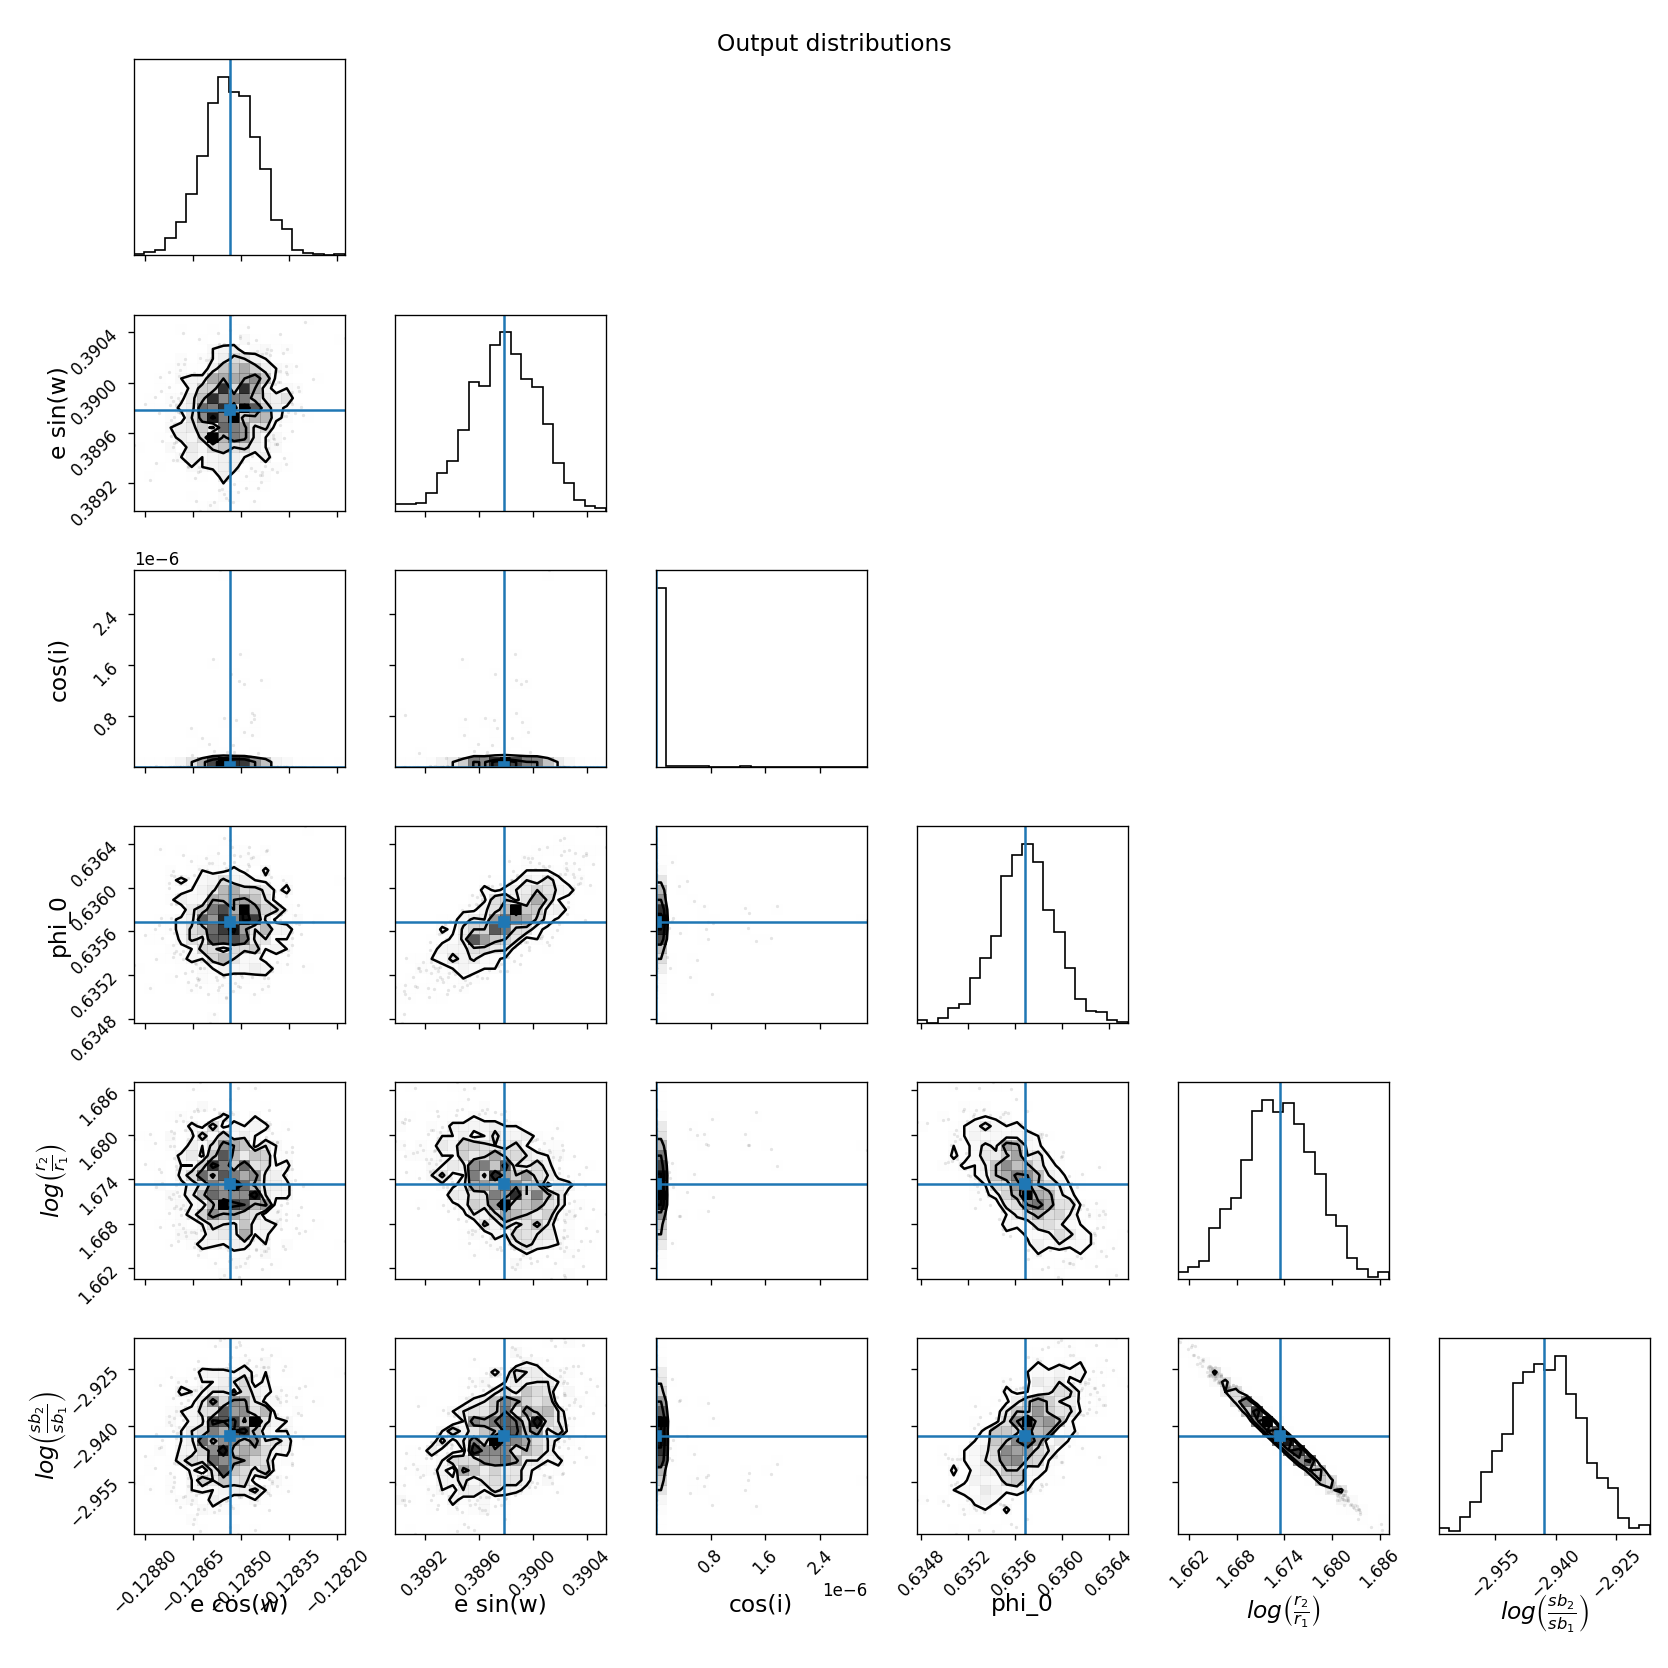 Output distributions
e sin(w)
0.3904
0.3900
0.3896
0.3892
1e−6
cos(i)
2.4
1.6
0.8
phi_0
0.6364
0.6360
0.6356
0.6352
0.6348
log(r2/r1)
1.686
1.680
1.674
1.668
1.662
log(sb2/sb1)
−2.925
−2.940
−2.955
−0.12880 −0.12865 −0.12850 −0.12835 −0.12820
e cos(w)
0.3892 0.3896 0.3900 0.3904
e sin(w)
0.8 1.6 2.4
1e−6
cos(i)
0.6348 0.6352 0.6356 0.6360 0.6364
phi_0
1.662 1.668 1.674 1.680 1.686
log(r2/r1)
−2.955 −2.940 −2.925
log(sb2/sb1)